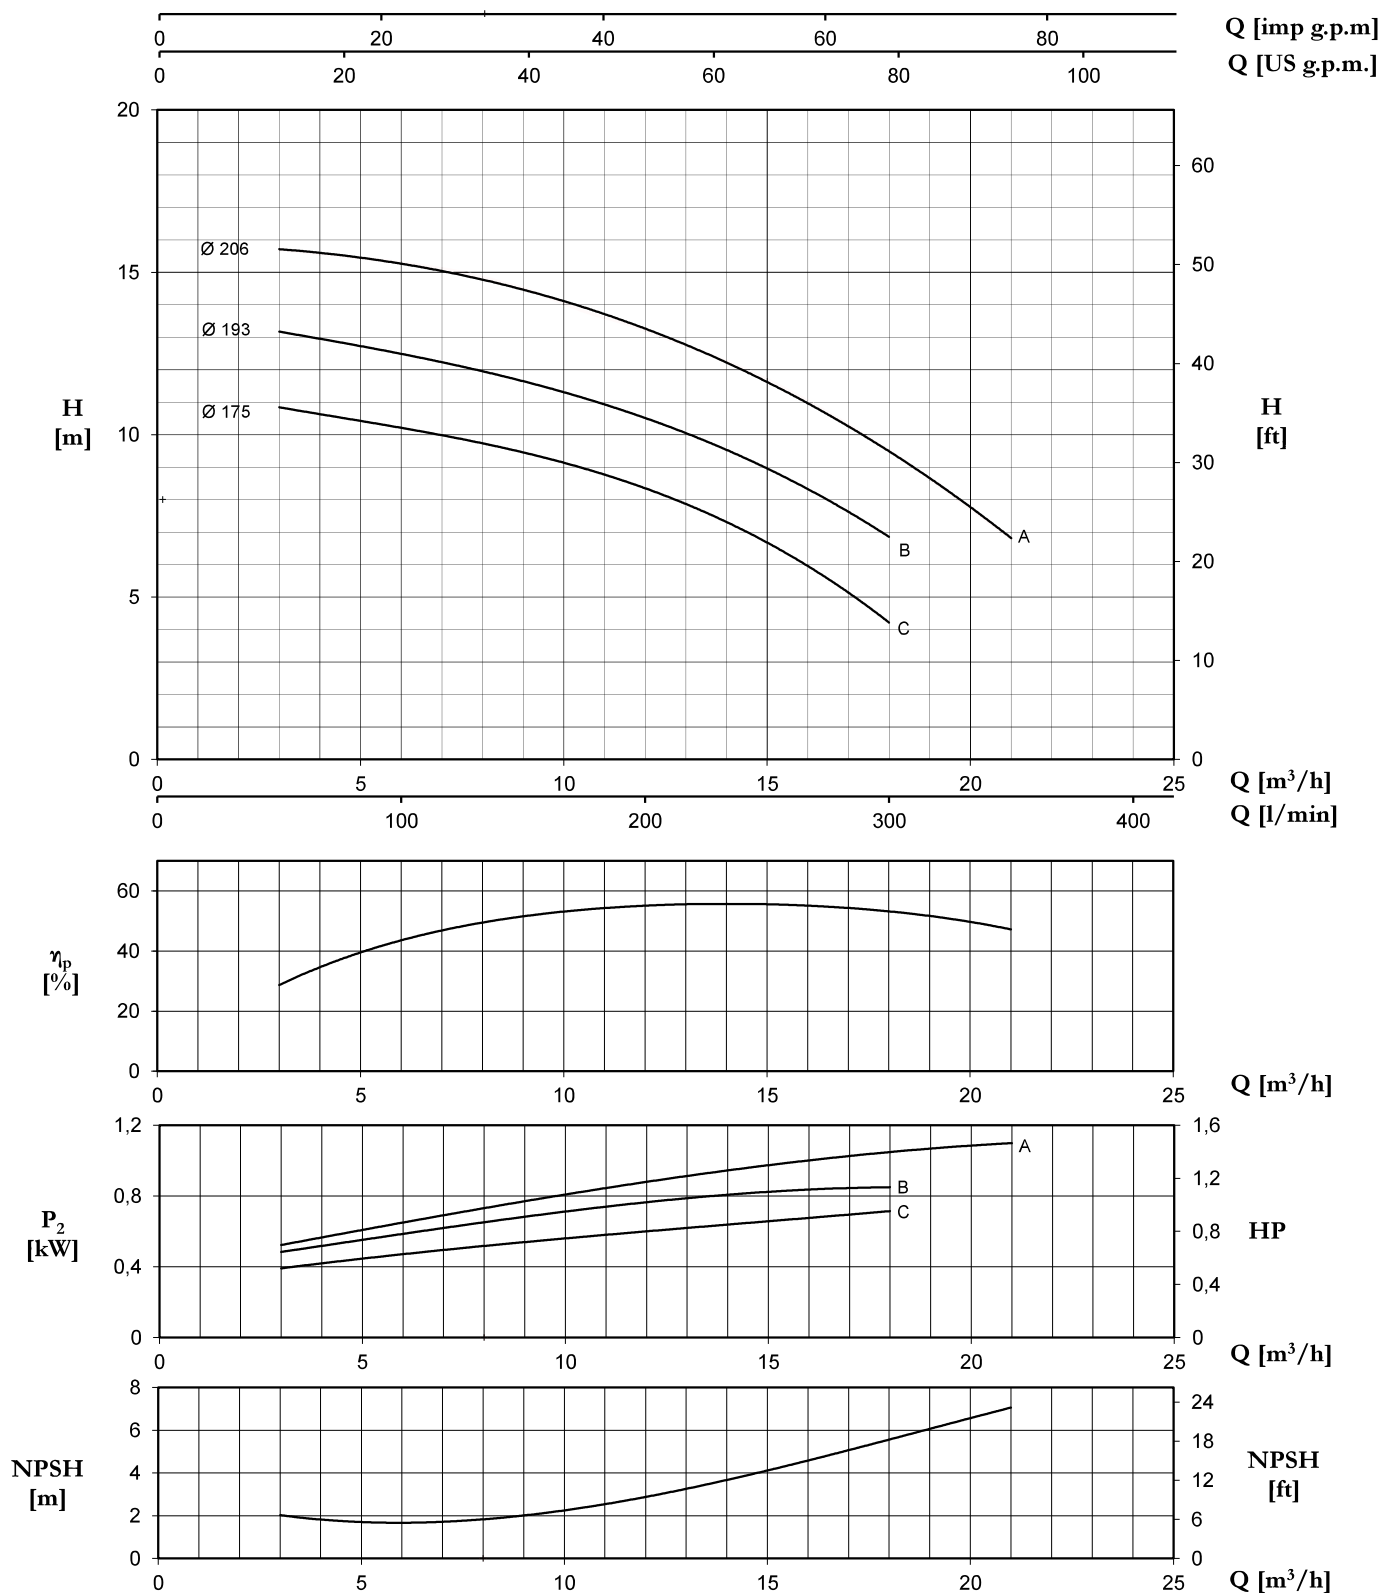 0 20 40 60 80 Q [imp g.p.m]
0 20 40 60 80 100 Q [US g.p.m.]
20
60
Ø 206
50
15
Ø 193
40
H
[m]
Ø 175
H
[ft]
10
30
A
B
20
5
C
10
0 0
0 5 10 15 20 25 Q [m³/h]
0 100 200 300 400 Q [l/min]
60
40
ηp
[%]
20
0
0 5 10 15 20 25 Q [m³/h]
1,2 1,6
A
1,2
0,8 B
C
P2
[kW]
0,8 HP
0,4
0,4
0 0
0 5 10 15 20 25 Q [m³/h]
8
24
6
18
NPSH
[m]
NPSH
[ft]
4
12
2
6
0 0
0 5 10 15 20 25 Q [m³/h]